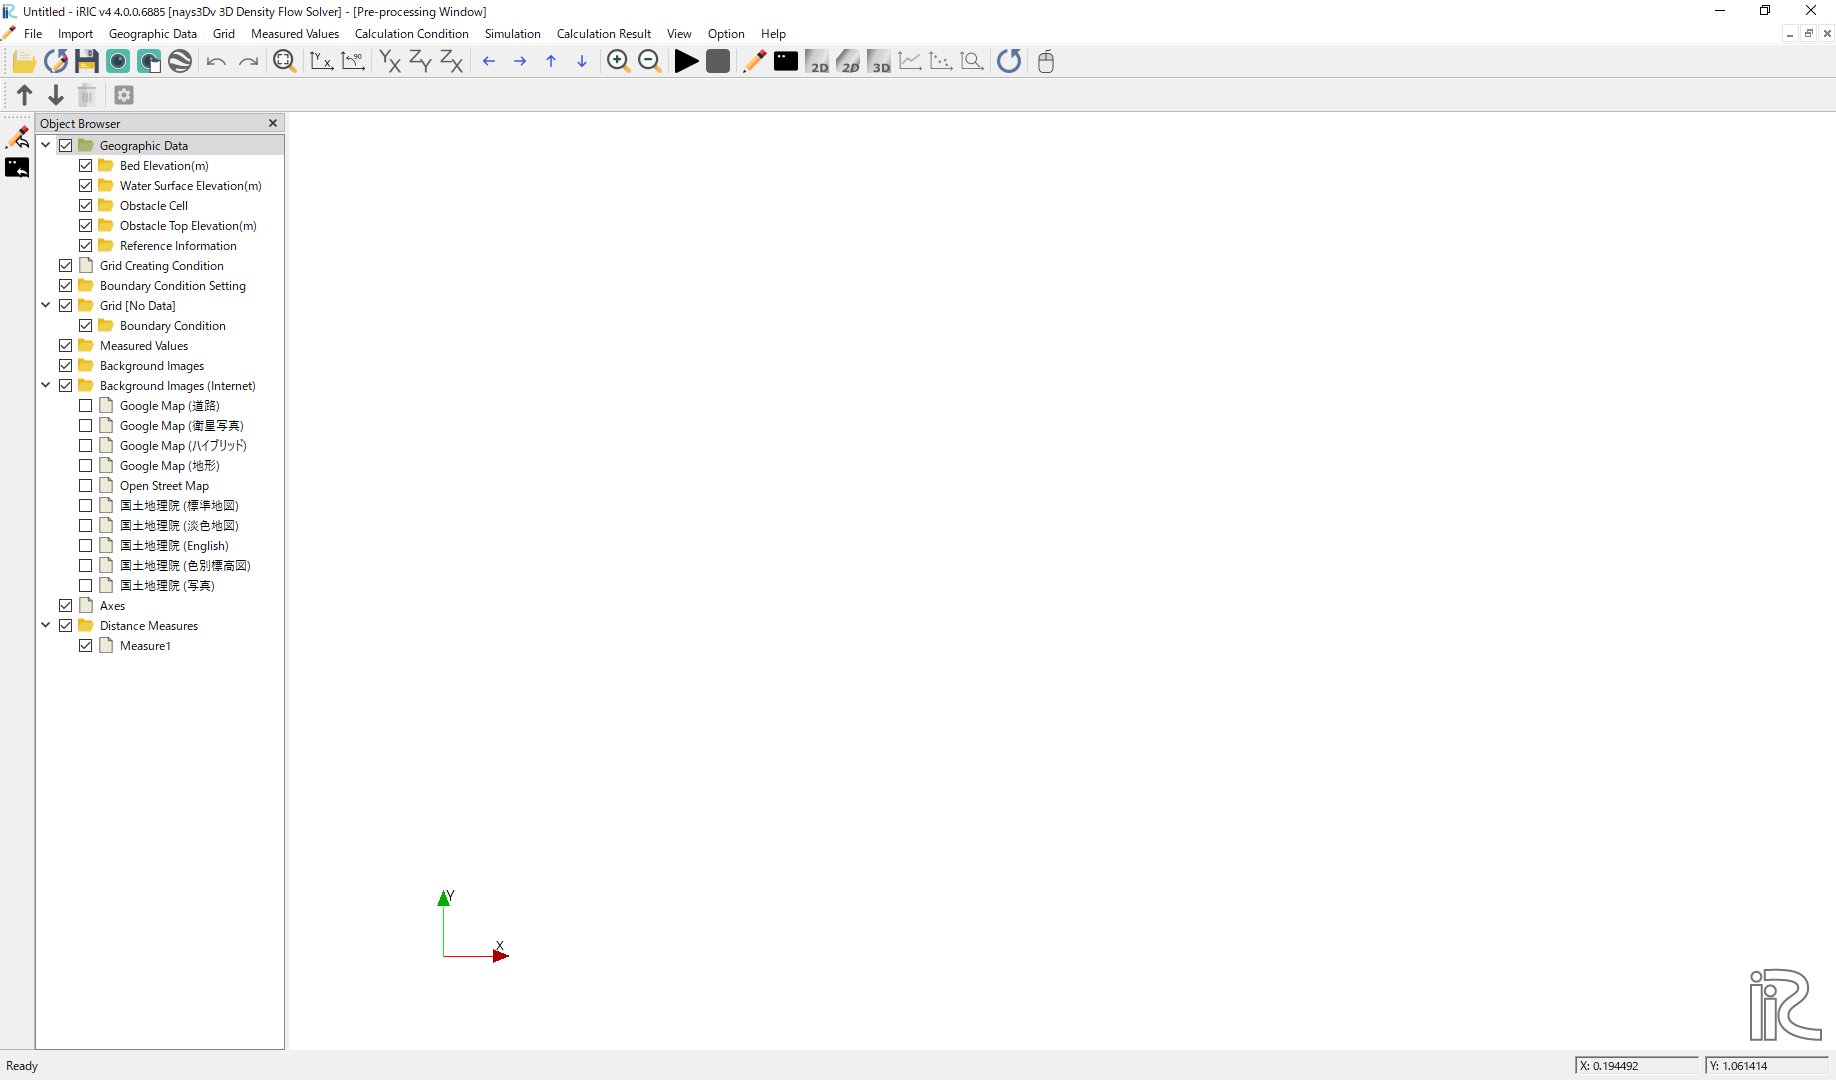 Untitled - iRIC v4 4.0.0.6885 [nays3Dv 3D Density Flow Solver] - [Pre-processing Window]
File Import Geographic Data Grid Measured Values Calculation Condition Simulation Calculation Result View Option Help
Y X 90 YX ZY ZX 2D 2D 3D
Object Browser
Geographic Data
Bed Elevation(m)
Water Surface Elevation(m)
Obstacle Cell
Obstacle Top Elevation(m)
Reference Information
Grid Creating Condition
Boundary Condition Setting
Grid [No Data]
Boundary Condition
Measured Values
Background Images
Background Images (Internet)
Google Map (道路)
Google Map (衛星写真)
Google Map (ハイブリッド)
Google Map (地形)
Open Street Map
国土地理院 (標準地図)
国土地理院 (淡色地図)
国土地理院 (English)
国土地理院 (色別標高図)
国土地理院 (写真)
Axes
Distance Measures
Measure1
Y
X
iRIC
Ready X: 0.194492 Y: 1.061414